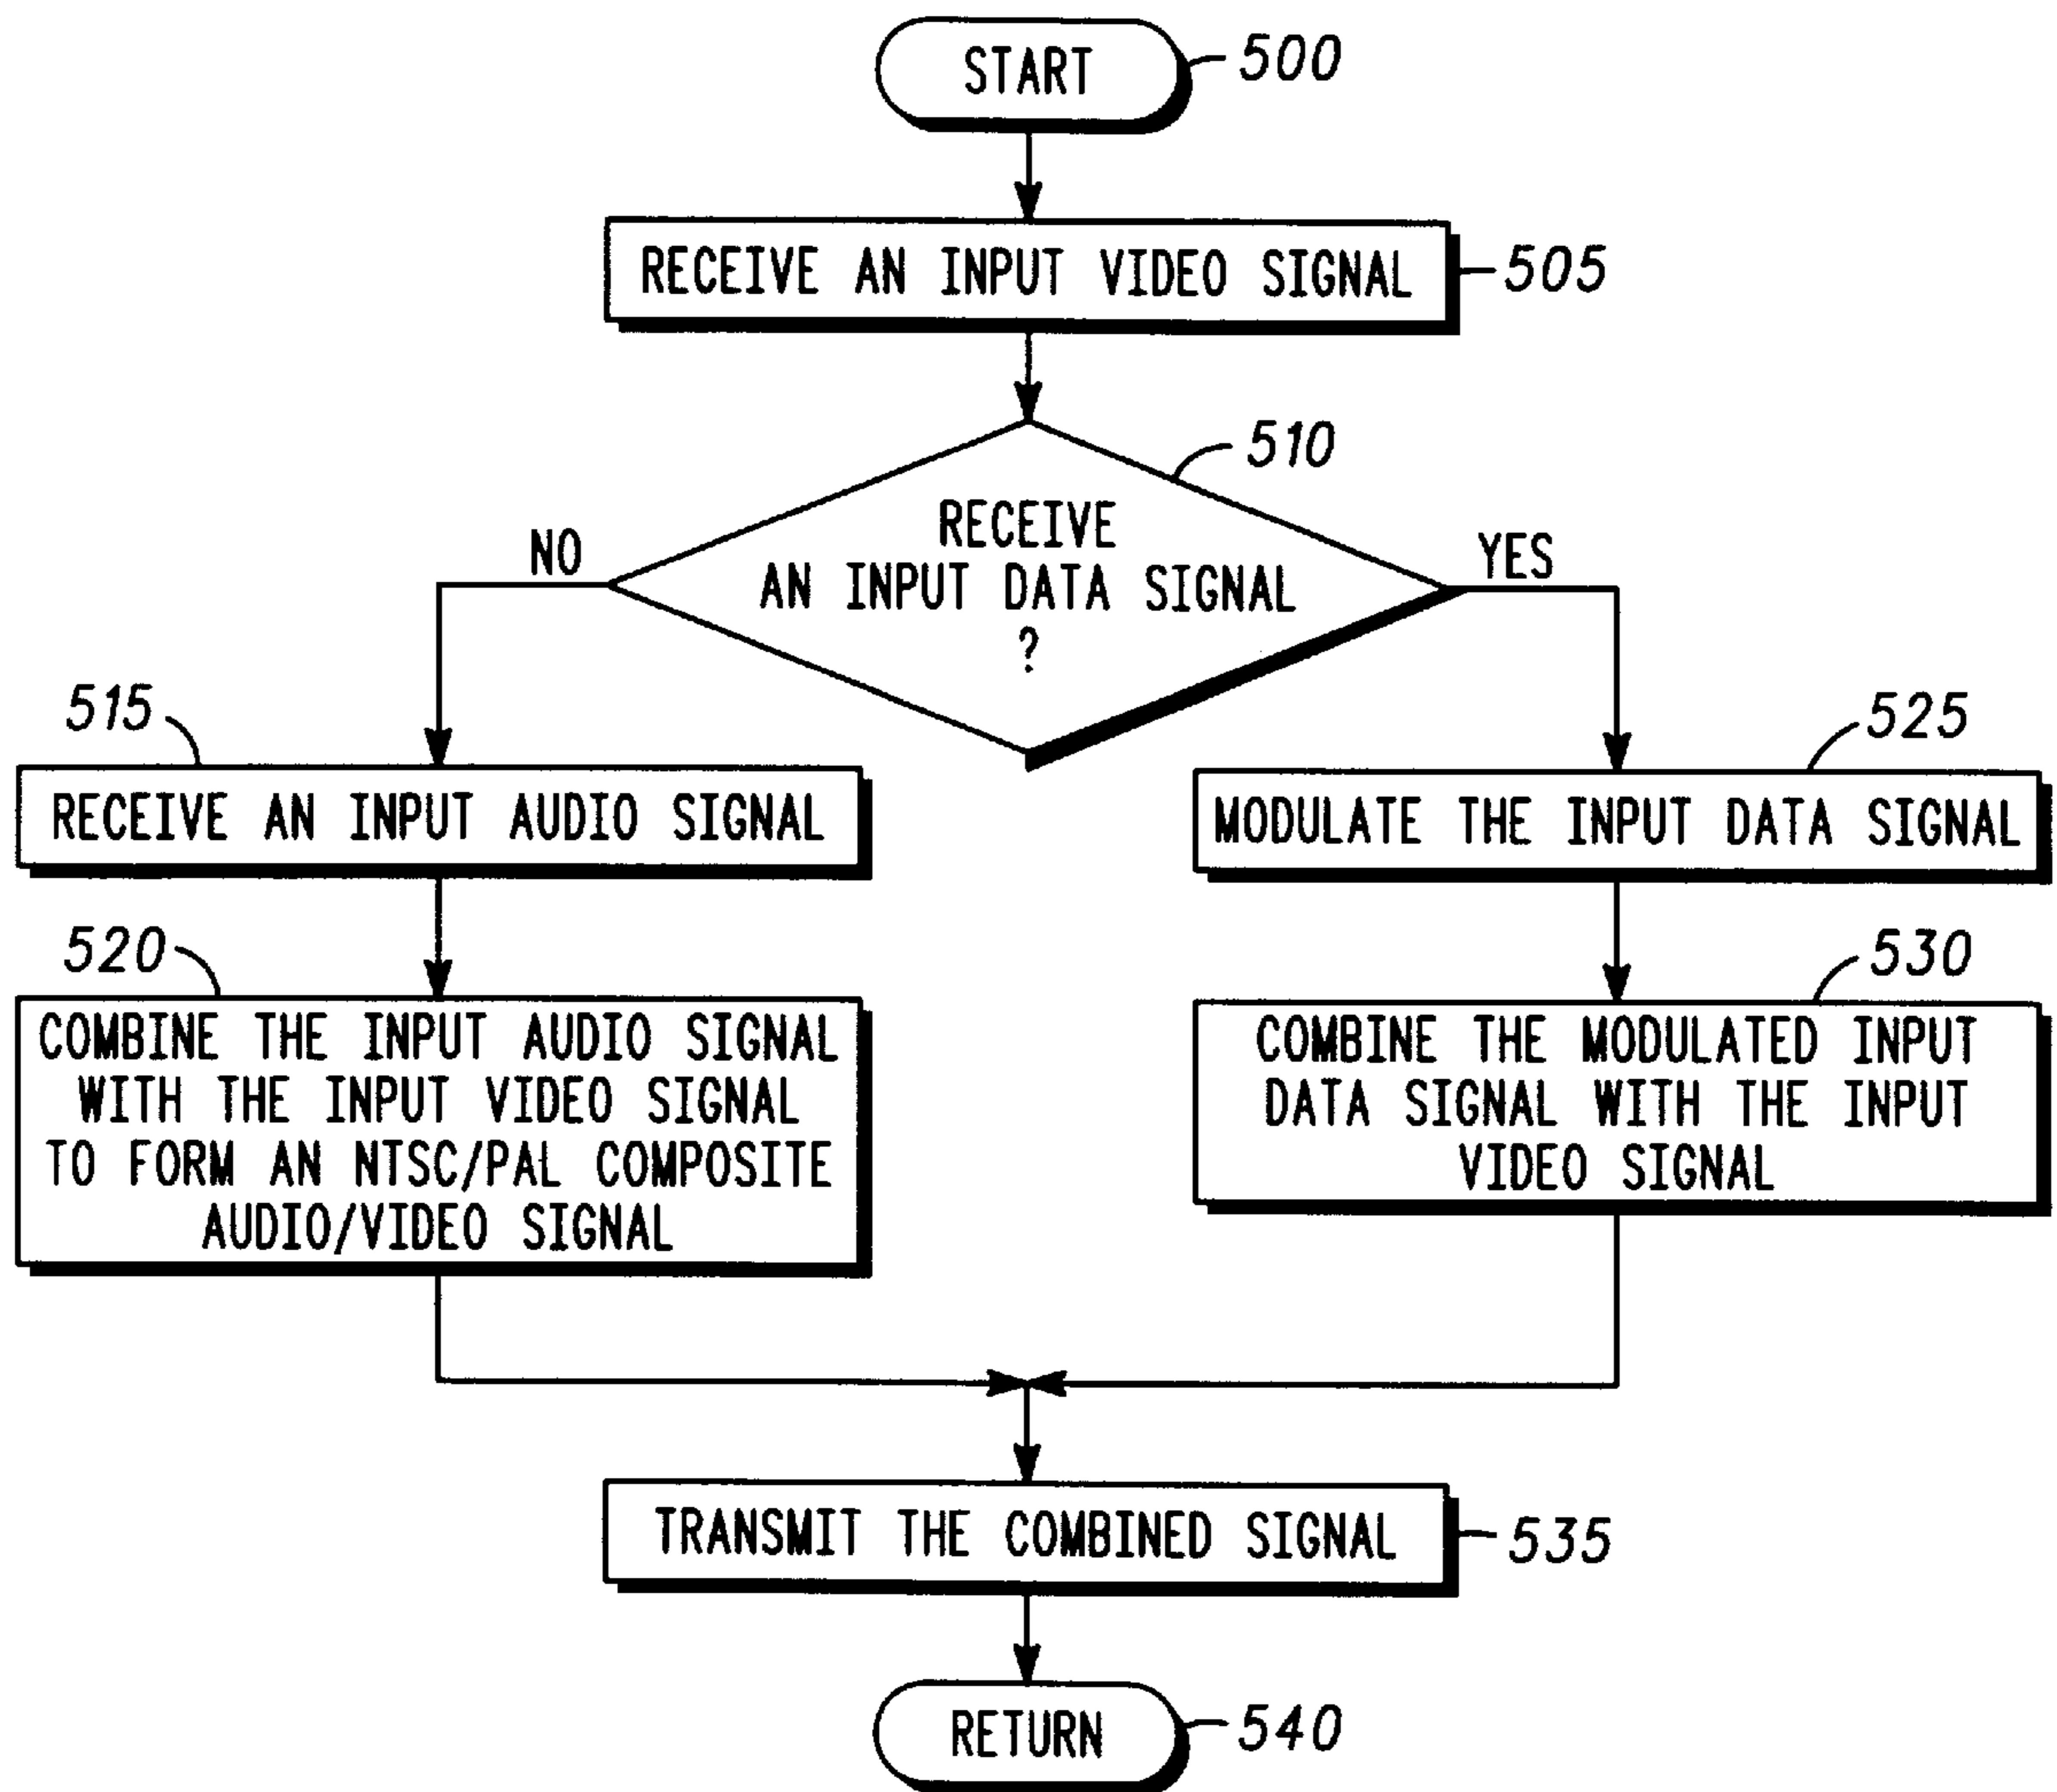 START
500
RECEIVE AN INPUT VIDEO SIGNAL
505
510
RECEIVE
AN INPUT DATA SIGNAL
?
NO
YES
515
RECEIVE AN INPUT AUDIO SIGNAL
525
MODULATE THE INPUT DATA SIGNAL
520
COMBINE THE INPUT AUDIO SIGNAL
WITH THE INPUT VIDEO SIGNAL
TO FORM AN NTSC/PAL COMPOSITE
AUDIO/VIDEO SIGNAL
530
COMBINE THE MODULATED INPUT
DATA SIGNAL WITH THE INPUT
VIDEO SIGNAL
TRANSMIT THE COMBINED SIGNAL
535
RETURN
540